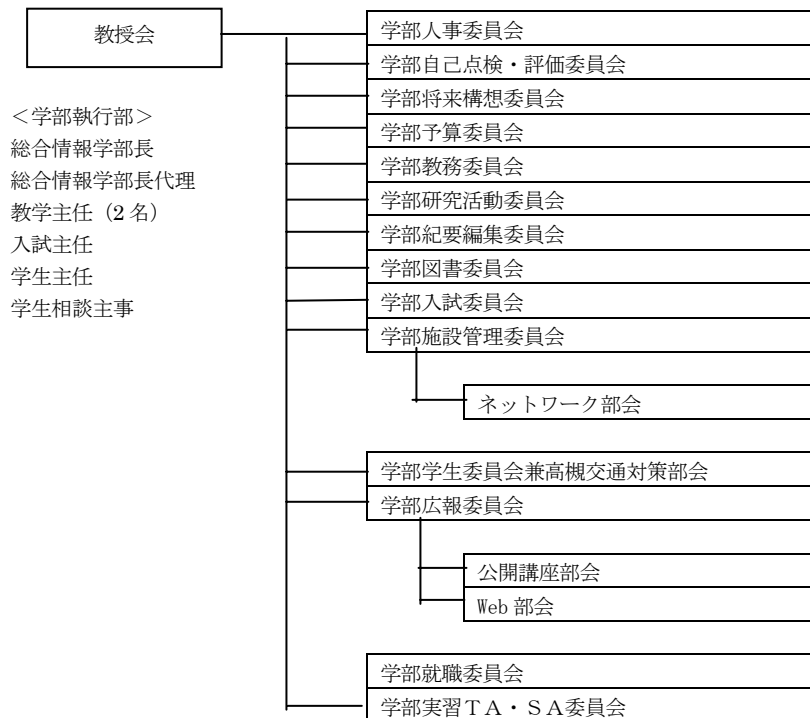 教授会
＜学部執行部＞
総合情報学部長
総合情報学部長代理
教学主任（2名）
入試主任
学生主任
学生相談主事
学部人事委員会
学部自己点検・評価委員会
学部将来構想委員会
学部予算委員会
学部教務委員会
学部研究活動委員会
学部紀要編集委員会
学部図書委員会
学部入試委員会
学部施設管理委員会
ネットワーク部会
学部学生委員会兼高槻交通対策部会
学部広報委員会
公開講座部会
Web 部会
学部就職委員会
学部実習ＴＡ・ＳＡ委員会